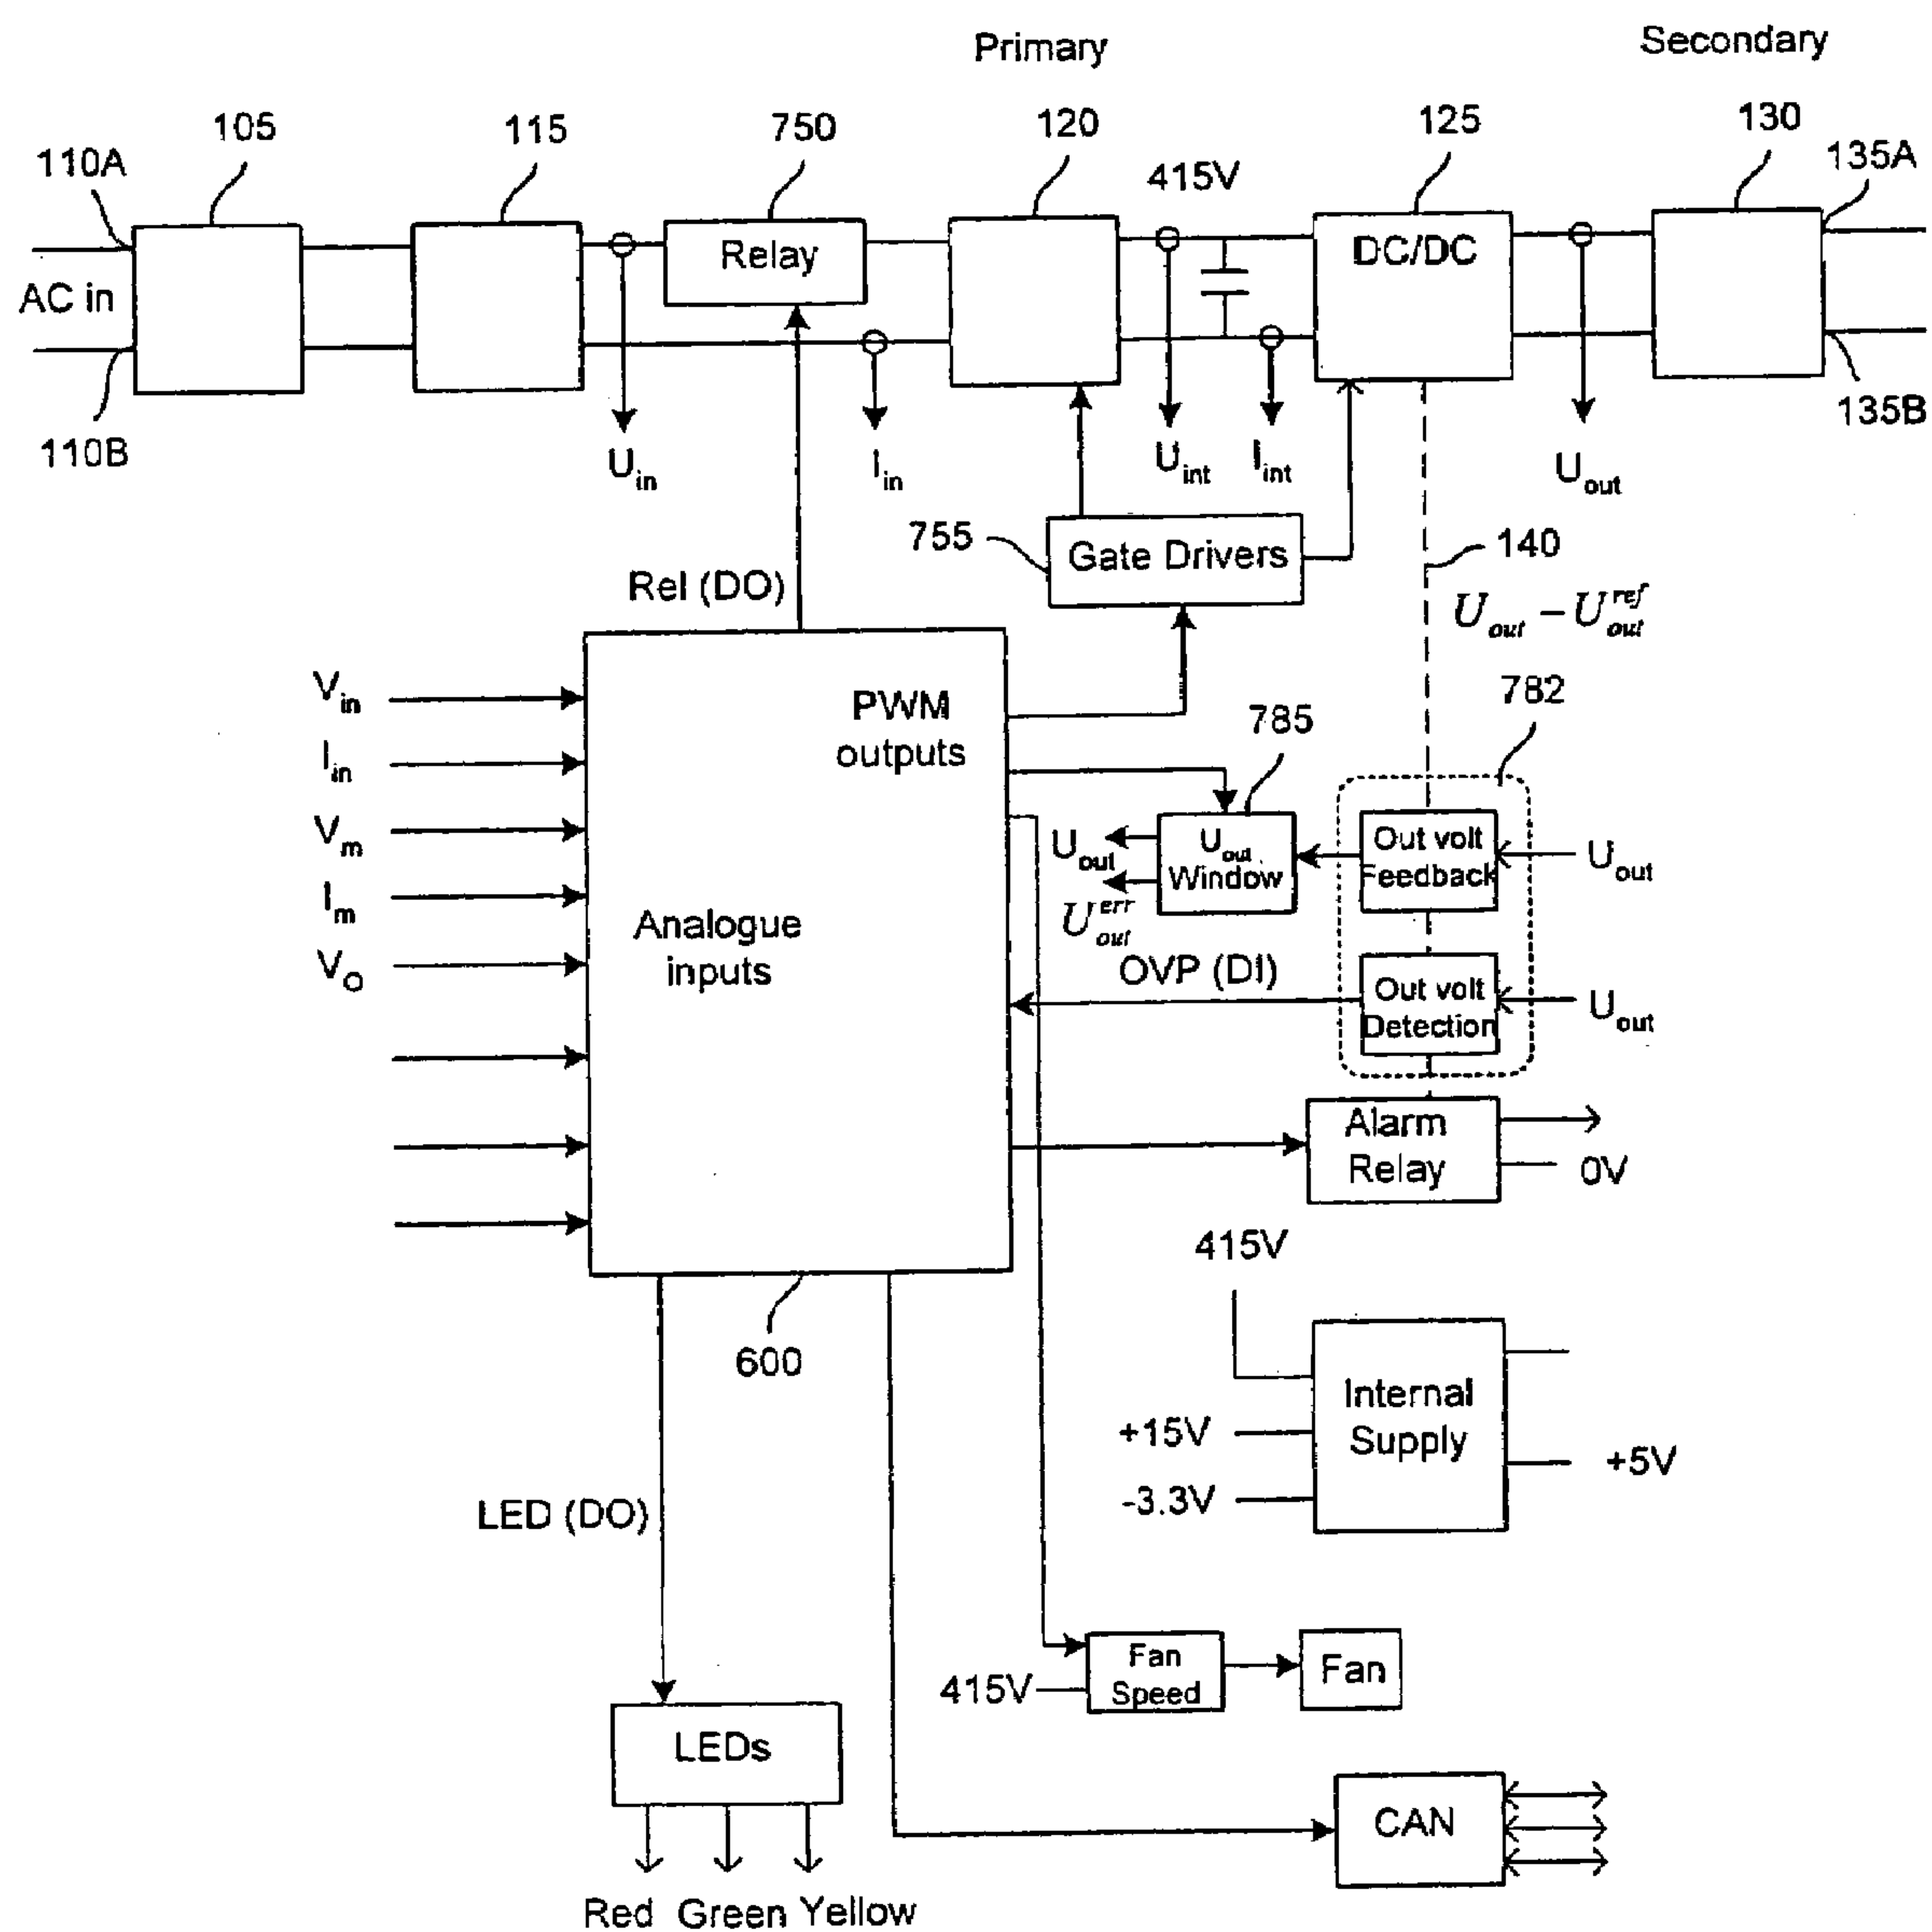 Primary
Secondary
105
115
750
120
415V
125
130
110A
135A
Relay
DC/DC
AC in
110B
135B
U_in
I_in
U_int
I_int
U_out
755
Gate Drivers
140
Rel (DO)
U_out – U_out^ref
V_in
PWM
outputs
785
782
I_in
V_m
U_out
U_out
Window
Out volt
Feedback
U_out
I_m
Analogue
inputs
U_out^err
V_O
OVP (DI)
Out volt
Detection
U_out
Alarm
Relay
0V
415V
600
Internal
Supply
+15V
+5V
-3.3V
LED (DO)
Fan
Speed
Fan
415V
LEDs
CAN
Red Green Yellow